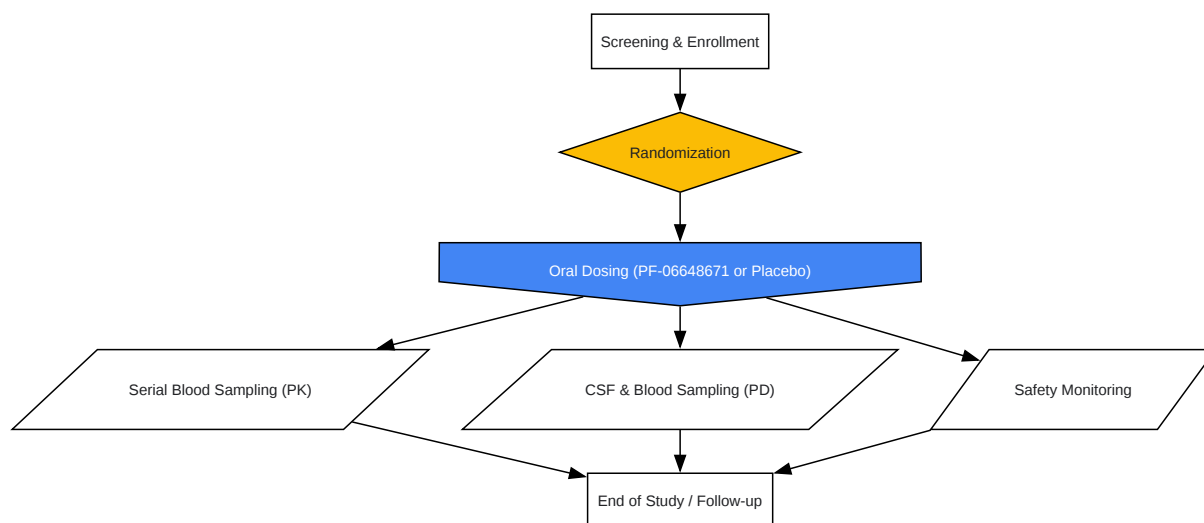 Screening & Enrollment
Randomization
Oral Dosing (PF-06648671 or Placebo)
Serial Blood Sampling (PK)
CSF & Blood Sampling (PD)
Safety Monitoring
End of Study / Follow-up